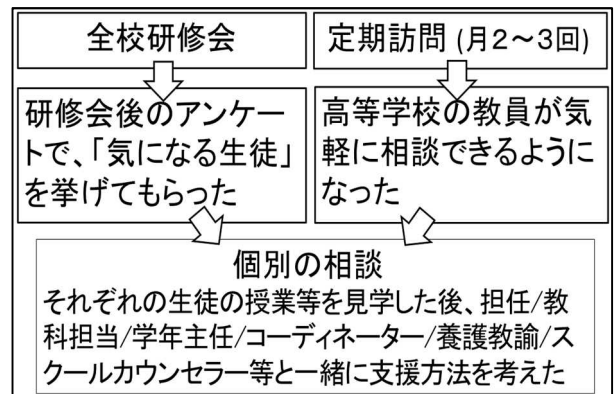 全校研修会
定期訪問 (月2～3回)
研修会後のアンケー
トで、「気になる生徒」
を挙げてもらった
高等学校の教員が気
軽に相談できるように
なった
個別の相談
それぞれの生徒の授業等を見学した後、担任/教
科担当/学年主任/コーディネーター/養護教諭/ス
クールカウンセラー等と一緒に支援方法を考えた